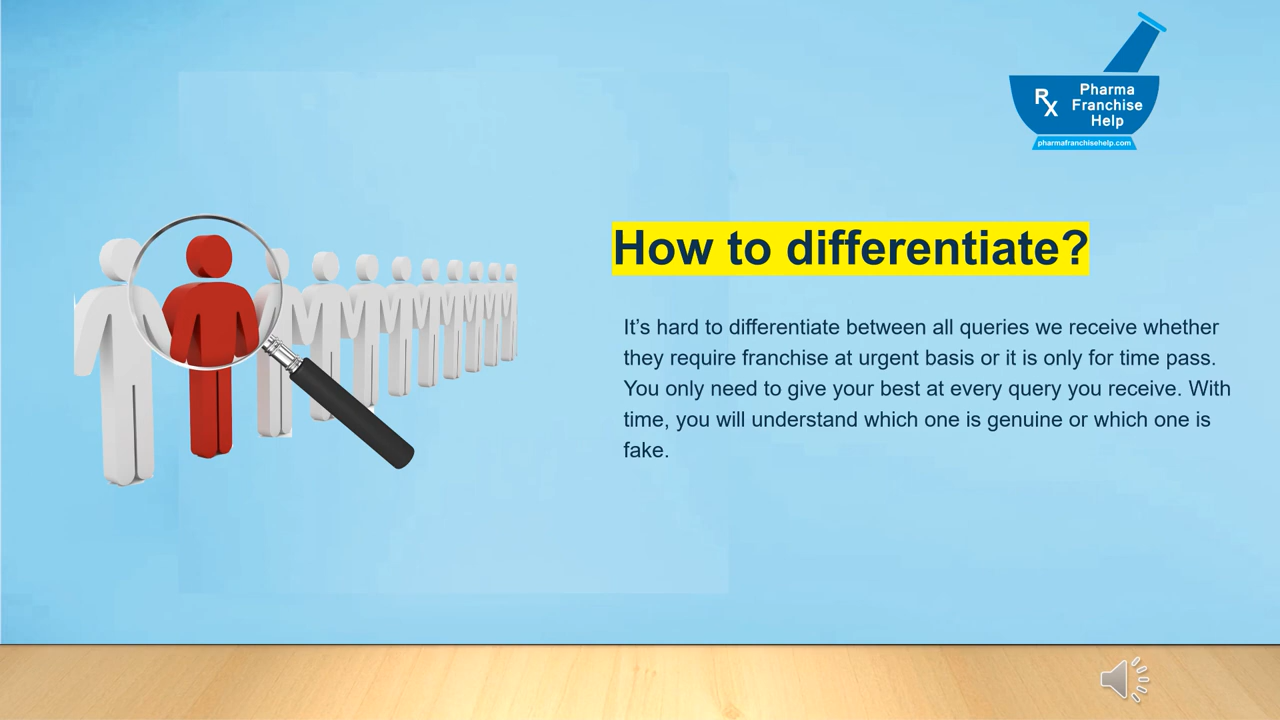 Rx
Pharma
Franchise
Help
pharmafranchisehelp.com
How to differentiate?
It’s hard to differentiate between all queries we receive whether
they require franchise at urgent basis or it is only for time pass.
You only need to give your best at every query you receive. With
time, you will understand which one is genuine or which one is
fake.